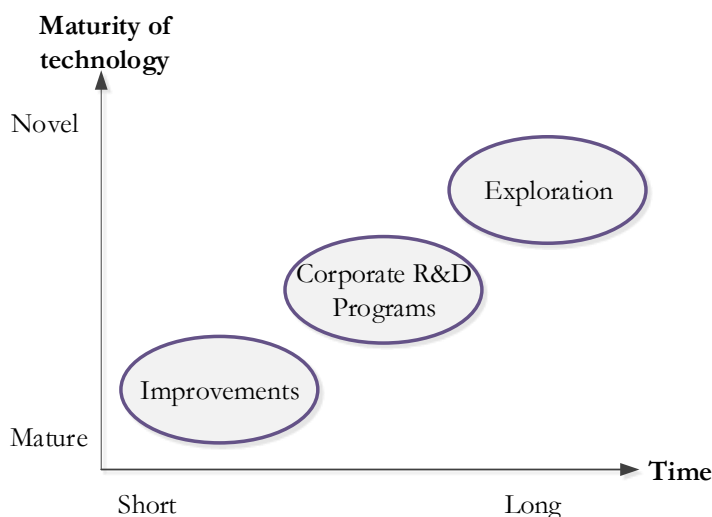 Maturity of
technology
Novel
Exploration
Corporate R&D
Programs
Improvements
Mature
Time
Short
Long